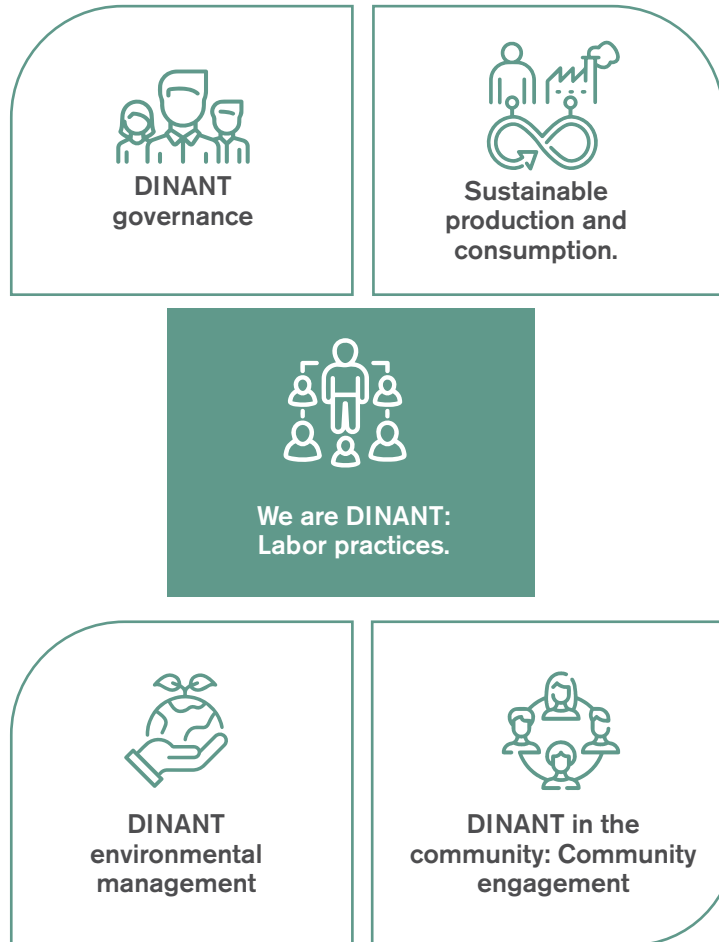 DINANT
governance
Sustainable
production and
consumption.
We are DINANT:
Labor practices.
DINANT
environmental
management
DINANT in the
community: Community
engagement